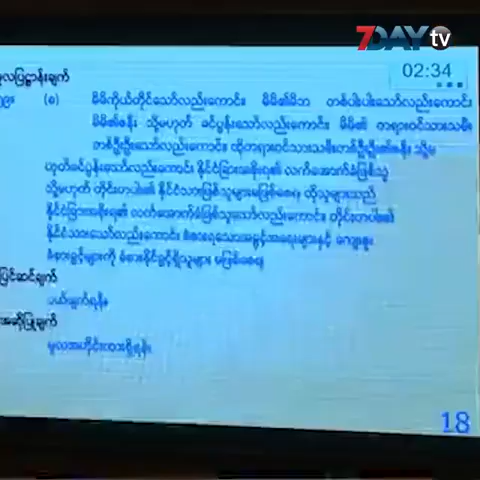 7DAY tv
02:34
မူလပြဋ္ဌာန်းချက်
၅၉။ (စ) မိမိကိုယ်တိုင်သော်လည်းကောင်း၊ မိမိ၏မိဘ တစ်ပါးပါးသော်လည်းကောင်း၊
မိမိ၏ဇနီး သို့မဟုတ် ခင်ပွန်းသော်လည်းကောင်း၊ မိမိ၏ တရားဝင်သားသမီး
တစ်ဦးဦးသော်လည်းကောင်း၊ ထိုတရားဝင်သားသမီးတစ်ဦးဦး၏ဇနီး သို့မ
ဟုတ်ခင်ပွန်းသော်လည်းကောင်း နိုင်ငံခြားအစိုးရ၏ လက်အောက်ခံဖြစ်သူ
သို့မဟုတ် တိုင်းတပါး၏ နိုင်ငံသားဖြစ်သူများမဖြစ်စေရ၊ ထိုသူများသည်
နိုင်ငံခြားအစိုးရ၏ လက်အောက်ခံဖြစ်သူသော်လည်းကောင်း၊ တိုင်းတပါး၏
နိုင်ငံသားသော်လည်းကောင်း ခံစားရသောအခွင့်အရေးများနှင့် ကျေးဇူး
ခံစားခွင့်များကို ခံစားနိုင်ခွင့်ရှိသူများ မဖြစ်စေရ။
ပြင်ဆင်ချက်
ပယ်ဖျက်ရန်။
အဆိုပြုချက်
မူလအတိုင်းထားရှိရန်။
18